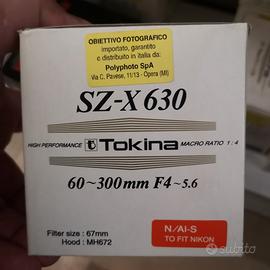 OBIETTIVO FOTOGRAFICO
importato, garantito
e distribuito in italia da:
Polyphoto SpA
Via C. Pavese, 11/13 - Opera (MI)
SZ-X 630
HIGH PERFORMANCE Tokina MACRO RATIO 1:4
60~300mm F4~5.6
Filter size : 67mm
Hood : MH672
N/AI-S
TO FIT NIKON
subito